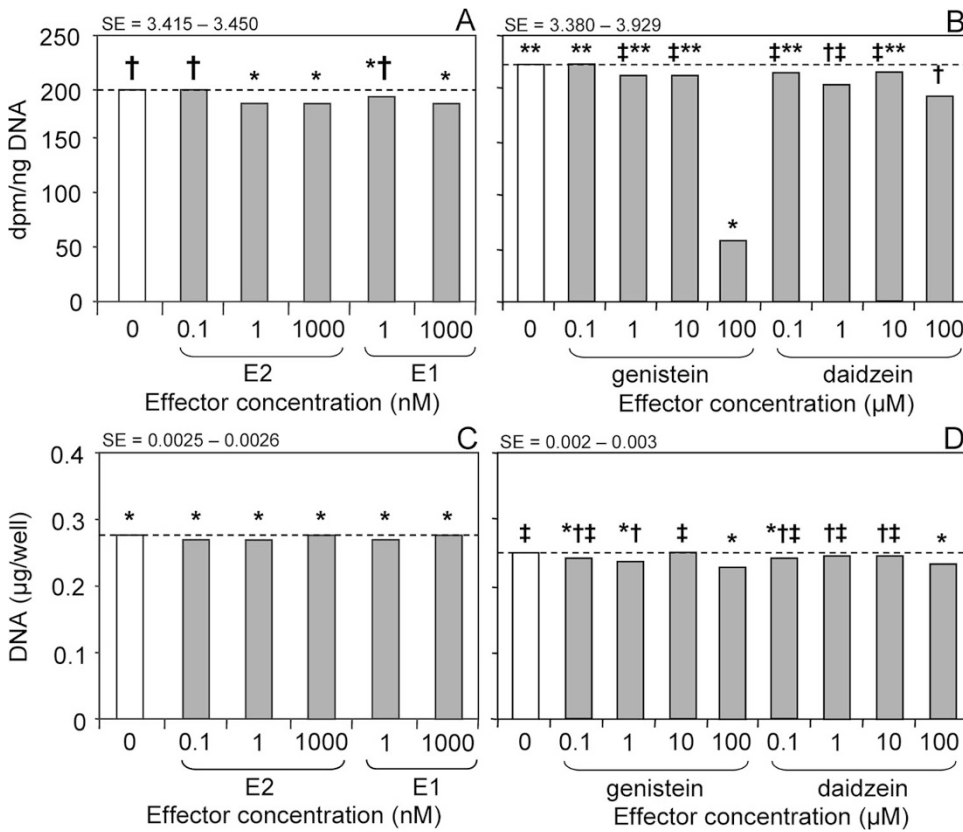 SE = 3.415 – 3.450 A
250
200
150
100
50
0
dpm/ng DNA
† † * * *† *
0 0.1 1 1000 1 1000
E2 E1
Effector concentration (nM)
SE = 3.380 – 3.929 B
** ** ‡** ‡** * ‡** †‡ ‡** †
0 0.1 1 10 100 0.1 1 10 100
genistein daidzein
Effector concentration (µM)
SE = 0.0025 – 0.0026 C
0.4
0.3
0.2
0.1
0
DNA (µg/well)
* * * * * *
0 0.1 1 1000 1 1000
E2 E1
Effector concentration (nM)
SE = 0.002 – 0.003 D
‡ *†‡ *† ‡ * *†‡ †‡ †‡ *
0 0.1 1 10 100 0.1 1 10 100
genistein daidzein
Effector concentration (µM)